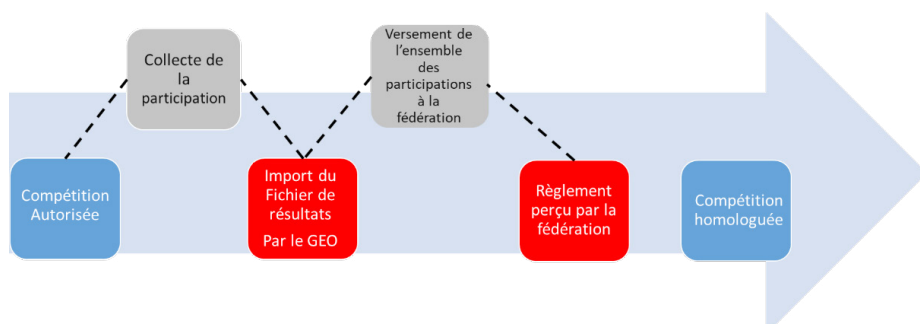 Collecte de
la
participation
Versement de
l'ensemble
des
participations
à la
fédération
Compétition
Autorisée
Import du
Fichier de
résultats
Par le GEO
Règlement
perçu par la
fédération
Compétition
homologuée